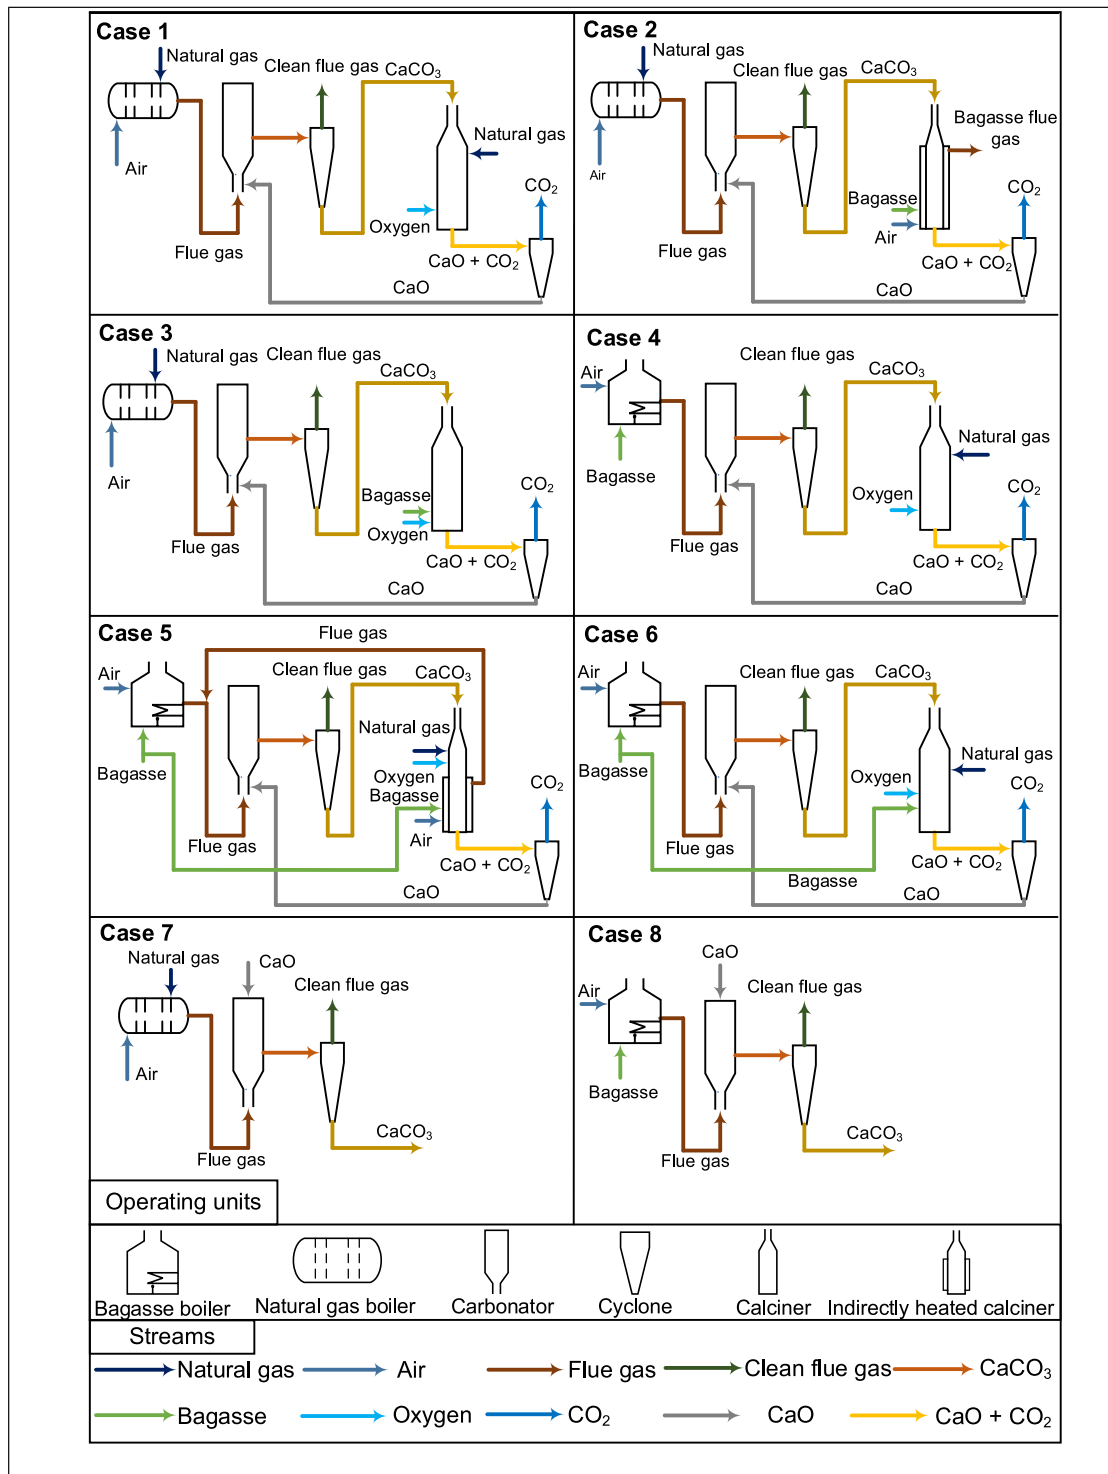 Case 1
Natural gas
Clean flue gas
CaCO3
Natural gas
Air
Oxygen
CO2
Flue gas
CaO + CO2
CaO
Case 2
Natural gas
Clean flue gas
CaCO3
Bagasse flue
gas
Air
Bagasse
CO2
Air
Flue gas
CaO + CO2
CaO
Case 3
Natural gas
Clean flue gas
CaCO3
Air
Bagasse
CO2
Oxygen
Flue gas
CaO + CO2
CaO
Case 4
Clean flue gas
CaCO3
Air
Natural gas
Bagasse
Oxygen
CO2
Flue gas
CaO + CO2
CaO
Case 5
Flue gas
Air
Clean flue gas
CaCO3
Natural gas
Bagasse
Oxygen
Bagasse
CO2
Air
Flue gas
CaO + CO2
CaO
Case 6
Clean flue gas
CaCO3
Air
Natural gas
Bagasse
Oxygen
CO2
Flue gas
CaO + CO2
Bagasse
CaO
Case 7
Natural gas
CaO
Clean flue gas
Air
CaCO3
Flue gas
Case 8
CaO
Air
Clean flue gas
Bagasse
CaCO3
Flue gas
Operating units
Bagasse boiler
Natural gas boiler
Carbonator
Cyclone
Calciner
Indirectly heated calciner
Streams
Natural gas
Air
Flue gas
Clean flue gas
CaCO3
Bagasse
Oxygen
CO2
CaO
CaO + CO2